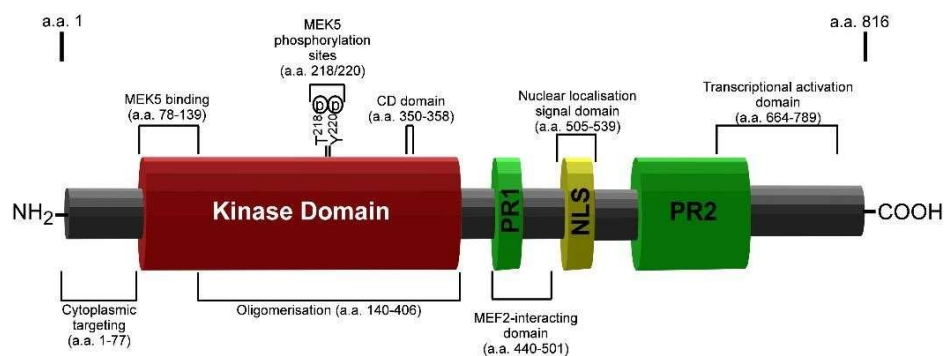 a.a. 1
a.a. 816
MEK5
phosphorylation
sites
(a.a. 218/220)
MEK5 binding
(a.a. 78-139)
p p
T218
Y220
CD domain
(a.a. 350-358)
Nuclear localisation
signal domain
(a.a. 505-539)
Transcriptional activation
domain
(a.a. 664-789)
NH2
Kinase Domain
PR1
NLS
PR2
COOH
Cytoplasmic
targeting
(a.a. 1-77)
Oligomerisation (a.a. 140-406)
MEF2-interacting
domain
(a.a. 440-501)